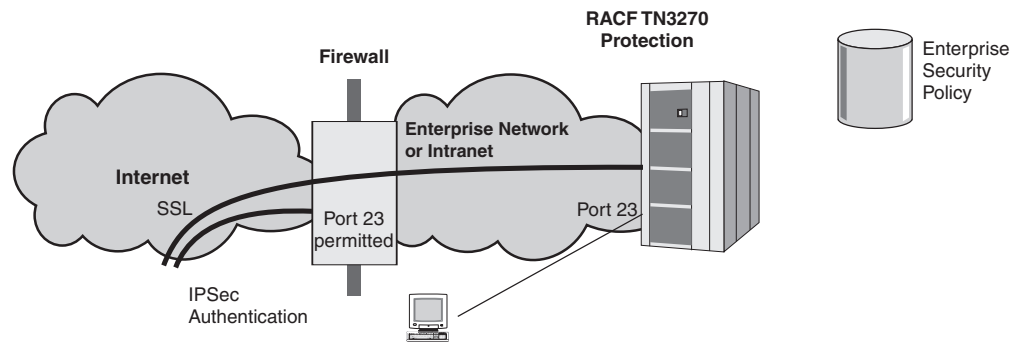 RACF TN3270
Protection
Firewall
Enterprise
Security
Policy
Enterprise Network
or Intranet
Internet
SSL
Port 23
permitted
Port 23
IPSec
Authentication